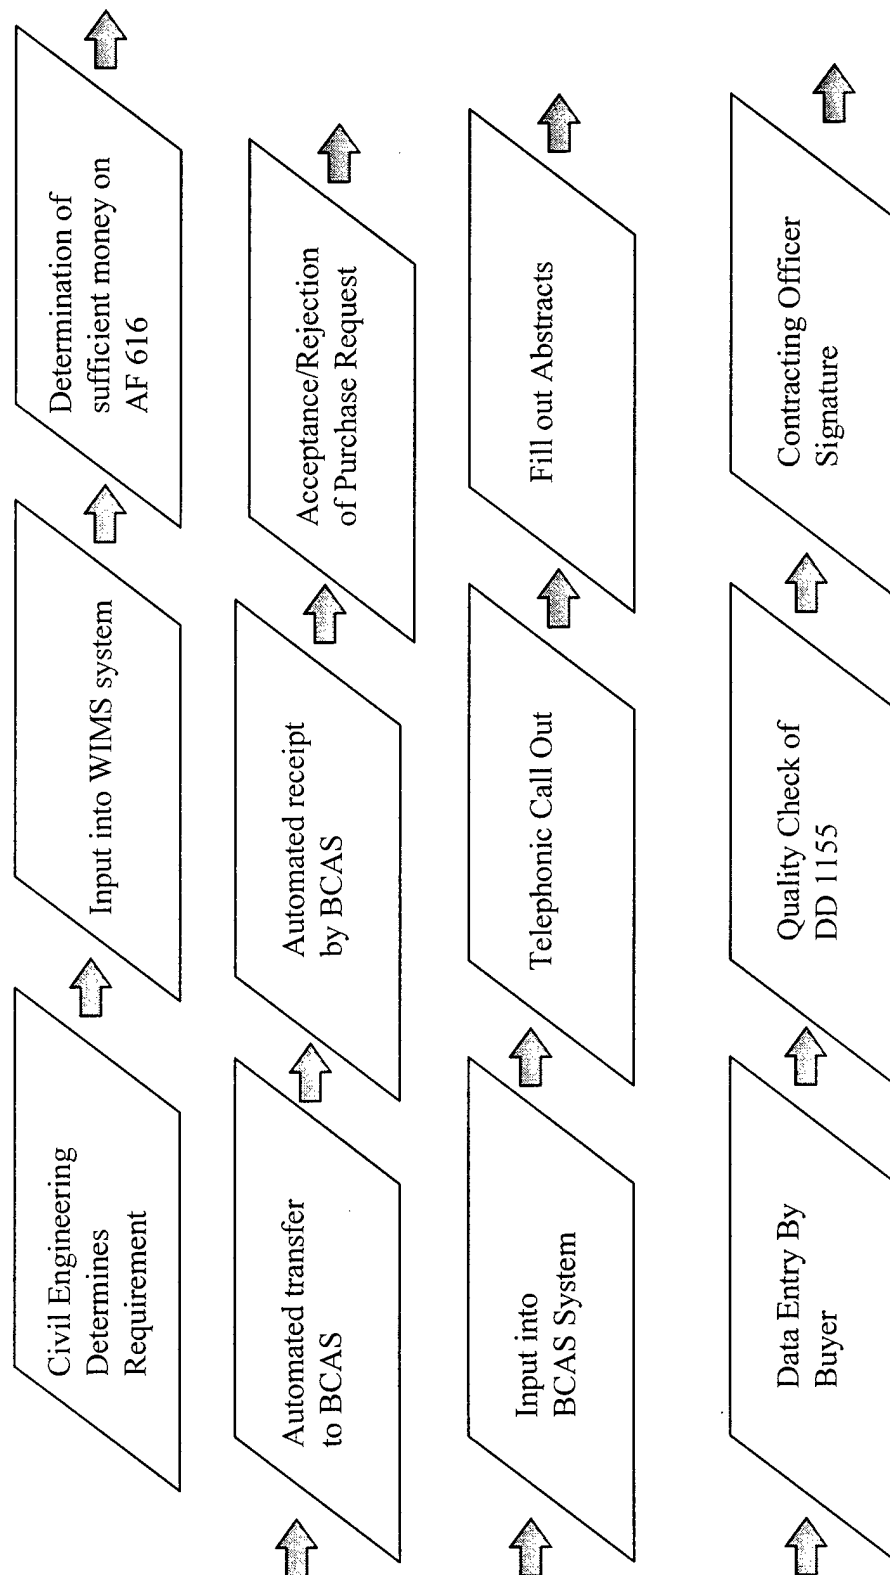 Civil Engineering
Determines
Requirement
Input into WIMS system
Determination of
sufficient money on
AF 616
Automated transfer
to BCAS
Automated receipt
by BCAS
Acceptance/Rejection
of Purchase Request
Input into
BCAS System
Telephonic Call Out
Fill out Abstracts
Data Entry By
Buyer
Quality Check of
DD 1155
Contracting Officer
Signature